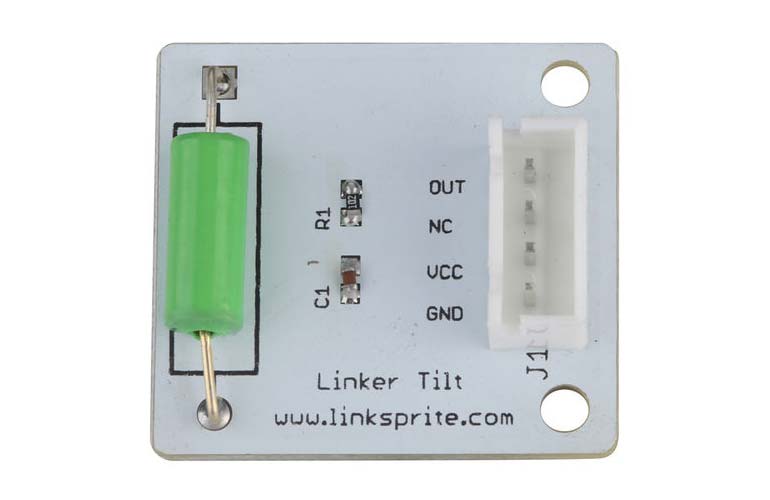 OUT
R1
NC
VCC
C1
GND
J1
Linker Tilt
www.linksprite.com